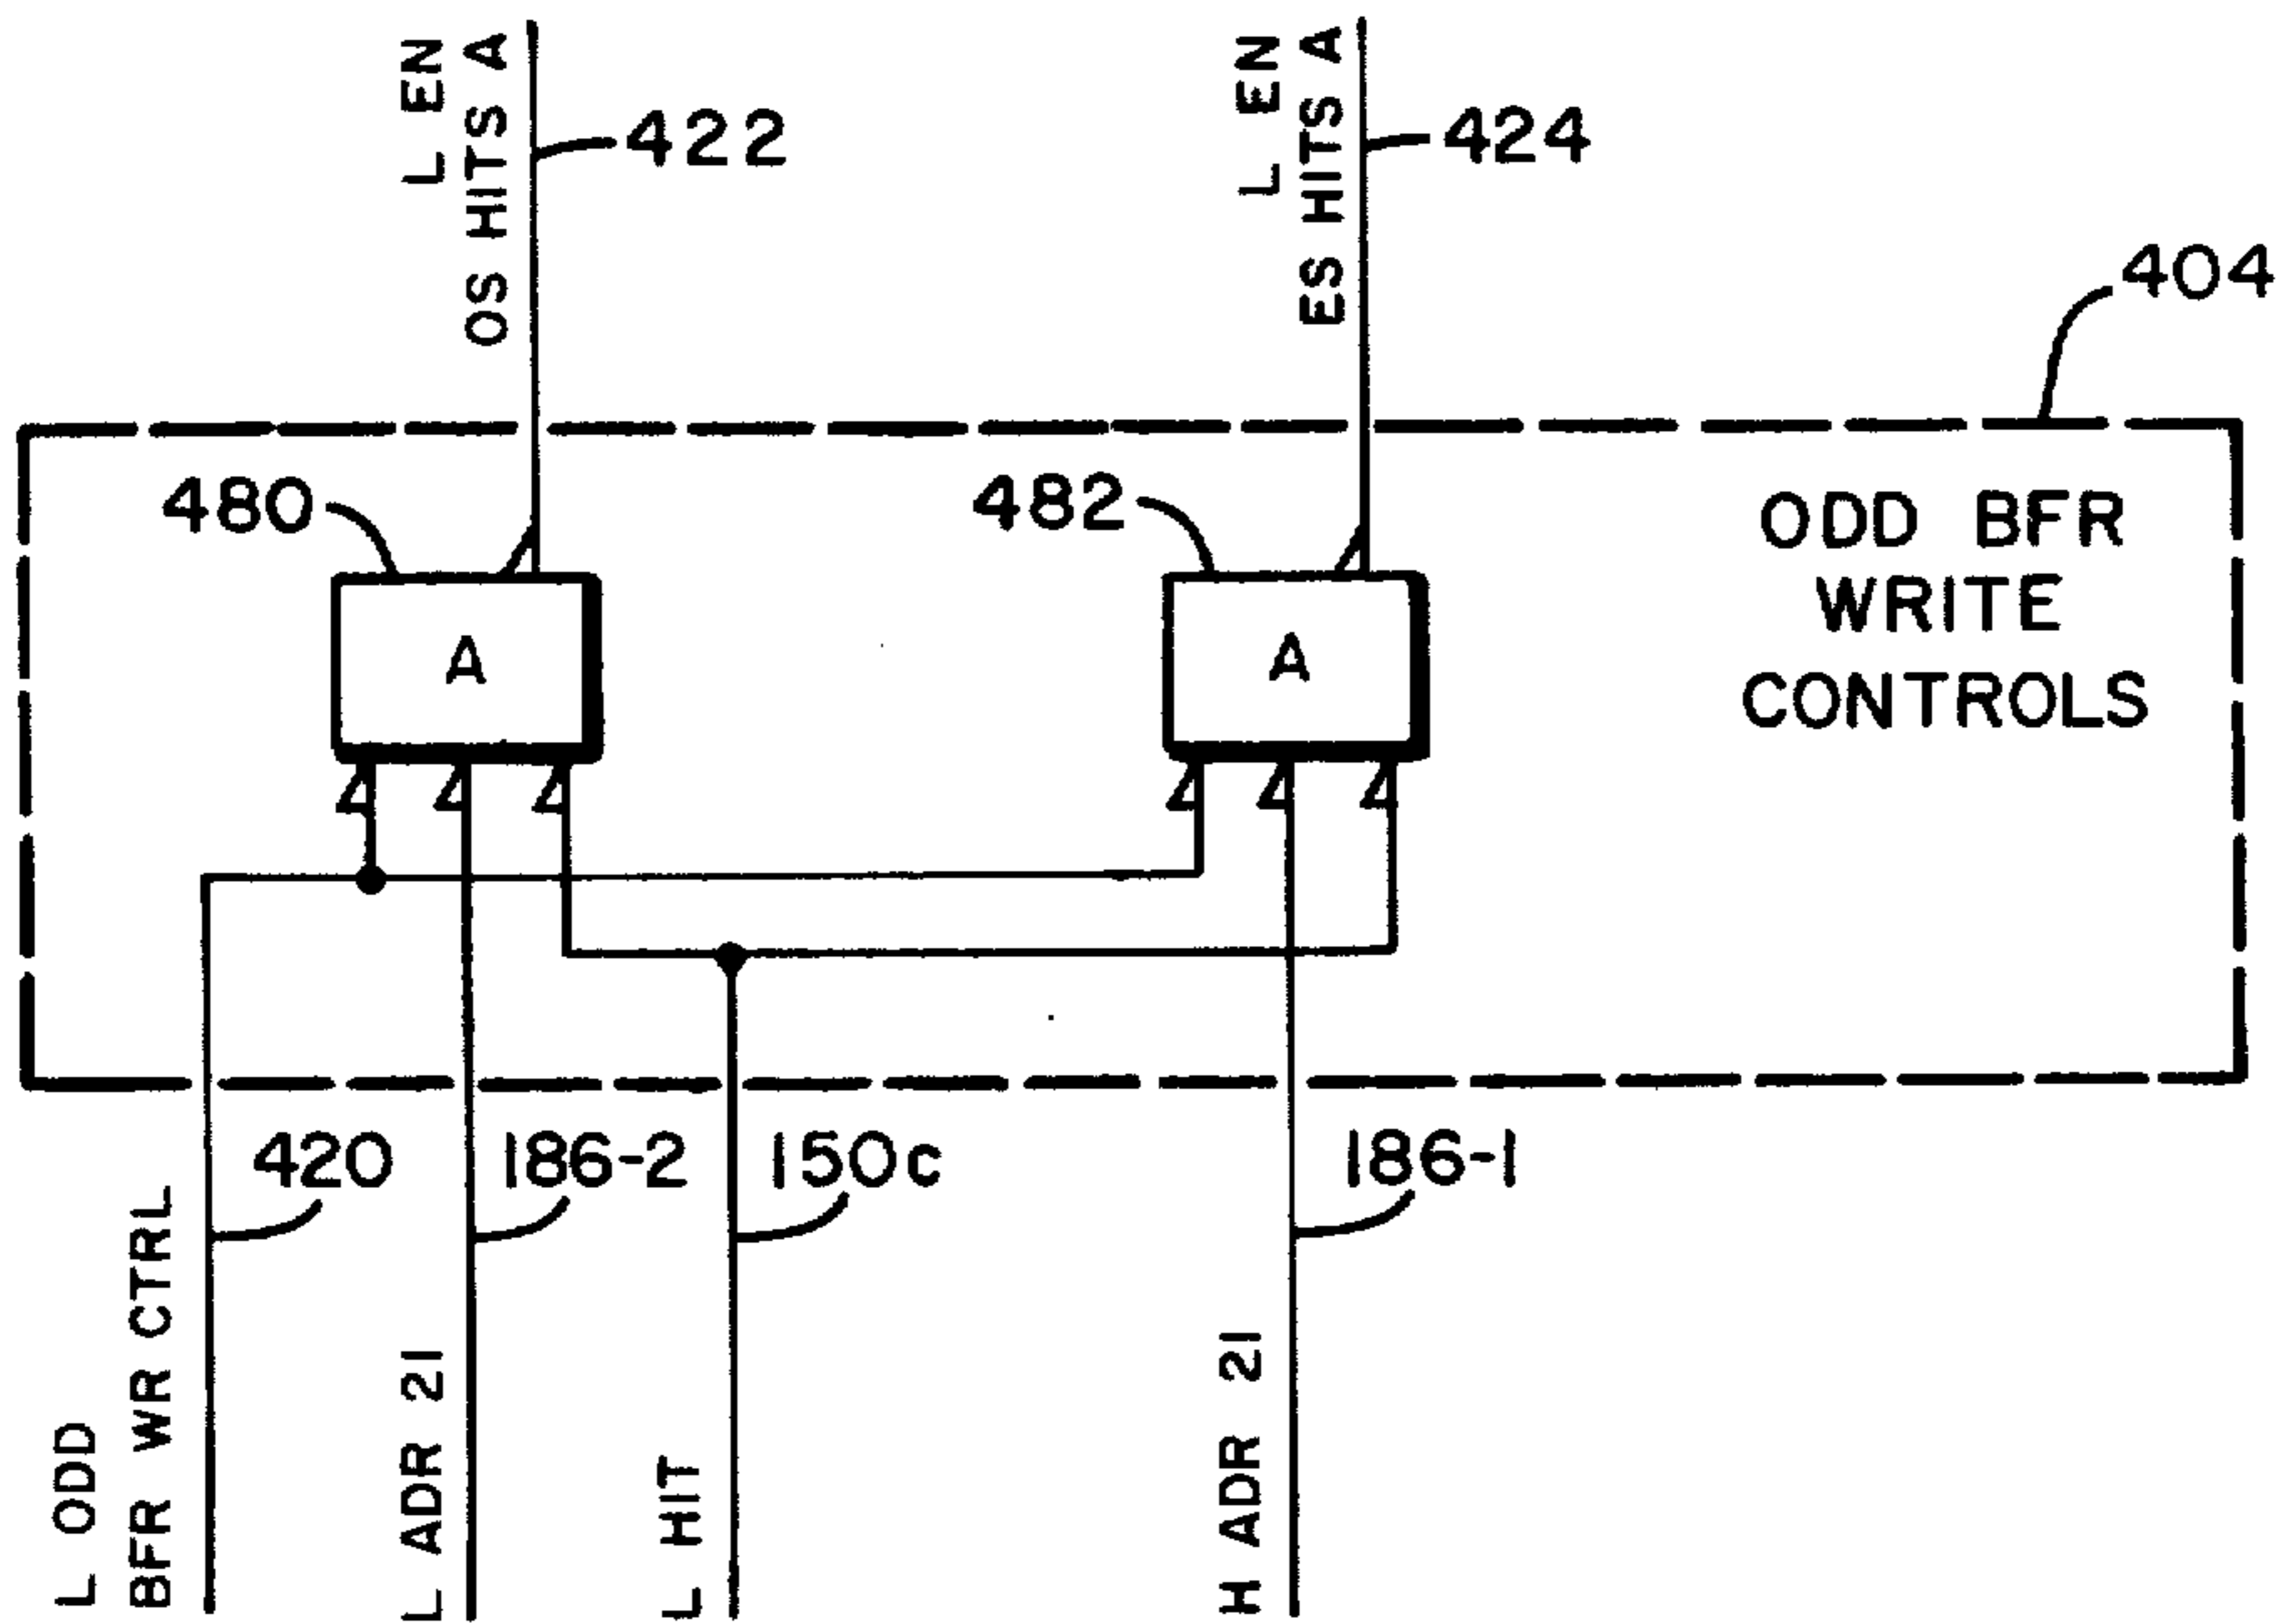 L EN
OS HITS A
422
L EN
ES HITS A
424
404
480
482
ODD BFR
WRITE
CONTROLS
A
A
420
186-2
150c
186-1
L ODD
BFR WR CTRL
L ADR 21
L HIT
H ADR 21